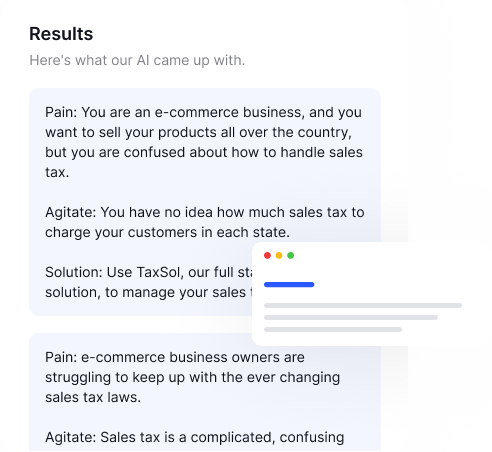 Results
Here's what our AI came up with.
Pain: You are an e-commerce business, and you
want to sell your products all over the country,
but you are confused about how to handle sales
tax.
Agitate: You have no idea how much sales tax to
charge your customers in each state.
Solution: Use TaxSol, our full
solution, to manage your sales
Pain: e-commerce business owners are
struggling to keep up with the ever changing
sales tax laws.
Agitate: Sales tax is a complicated, confusing